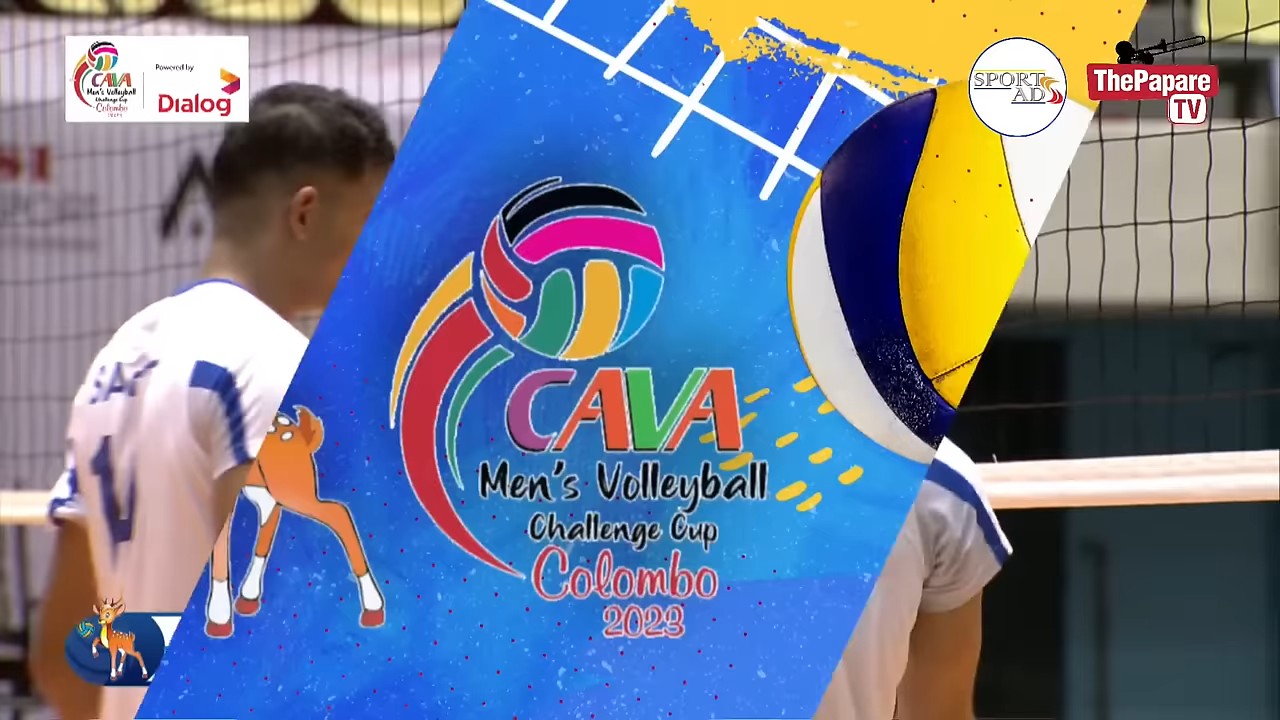 CAVA
Men's Volleyball
Challenge Cup
Colombo
2023
Powered by
Dialog
SPORT
ADS
ThePapare
TV
CAVA
Men's Volleyball
Challenge Cup
Colombo
2023